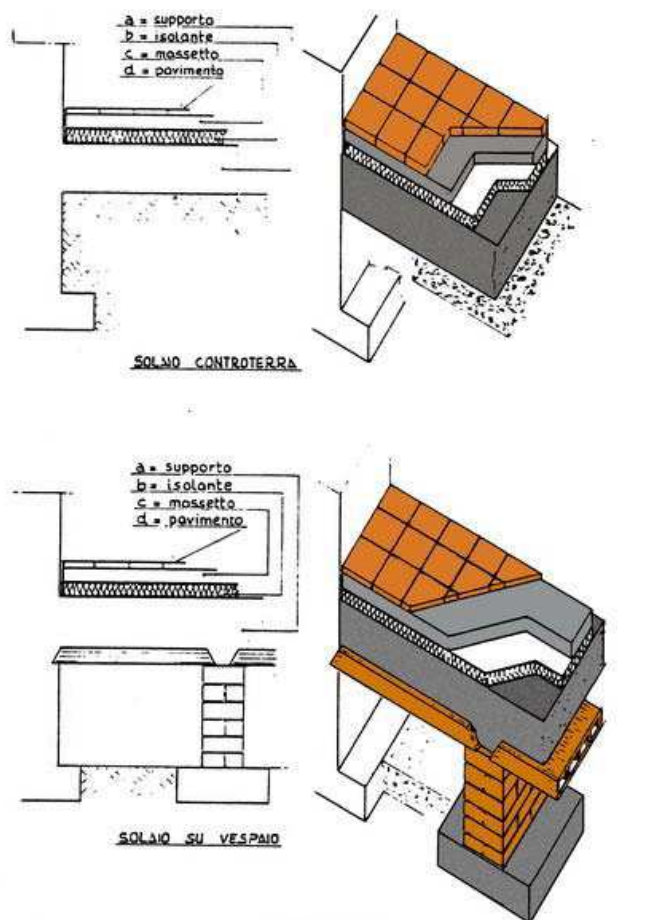 a = supporto
b = isolante
c = massetto
d = pavimento
SOLAIO CONTROTERRA
a = supporto
b = isolante
c = massetto
d = pavimento
SOLAIO SU VESPAIO